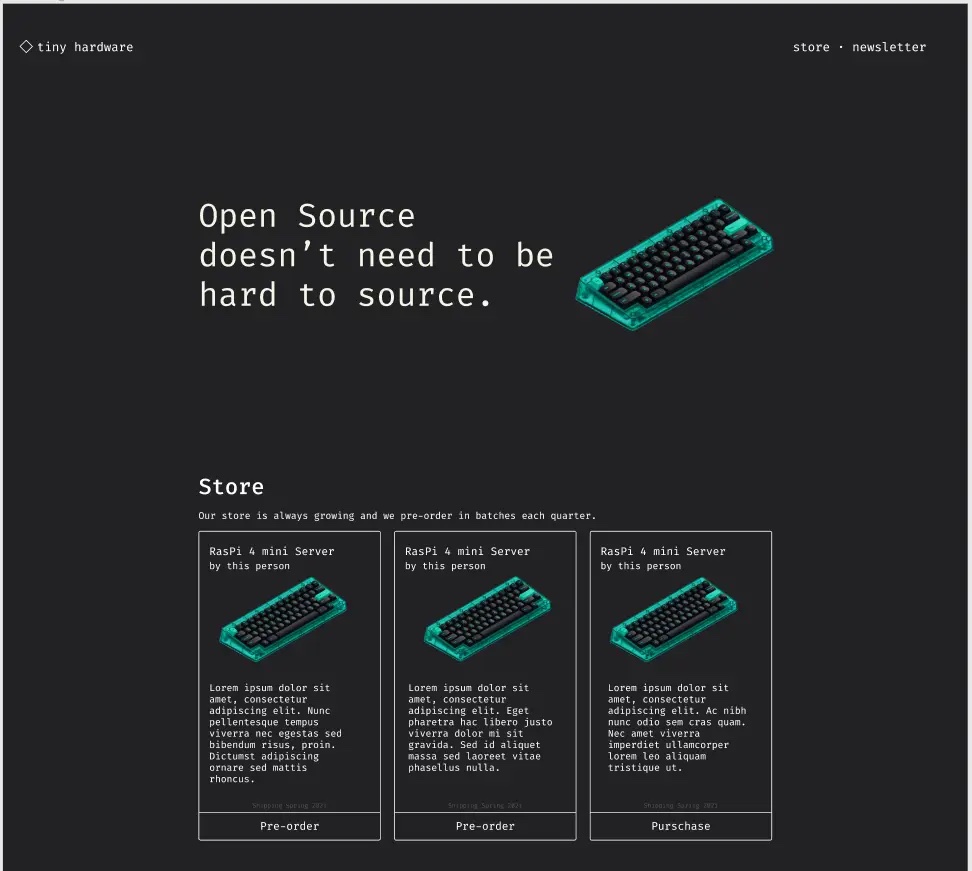 tiny hardware
store · newsletter
Open Source
doesn’t need to be
hard to source.
Store
Our store is always growing and we pre-order in batches each quarter.
RasPi 4 mini Server
by this person
Lorem ipsum dolor sit
amet, consectetur
adipiscing elit. Nunc
pellentesque tempus
viverra nec egestas sed
bibendum risus, proin.
Dictumst adipiscing
ornare sed mattis
rhoncus.
Shipping Spring 2021
Pre-order
RasPi 4 mini Server
by this person
Lorem ipsum dolor sit
amet, consectetur
adipiscing elit. Eget
pharetra hac libero justo
viverra dolor mi sit
gravida. Sed id aliquet
massa sed laoreet vitae
phasellus nulla.
Shipping Spring 2021
Pre-order
RasPi 4 mini Server
by this person
Lorem ipsum dolor sit
amet, consectetur
adipiscing elit. Ac nibh
nunc odio sem cras quam.
Nec amet viverra
imperdiet ullamcorper
lorem leo aliquam
tristique ut.
Shipping Spring 2021
Purschase